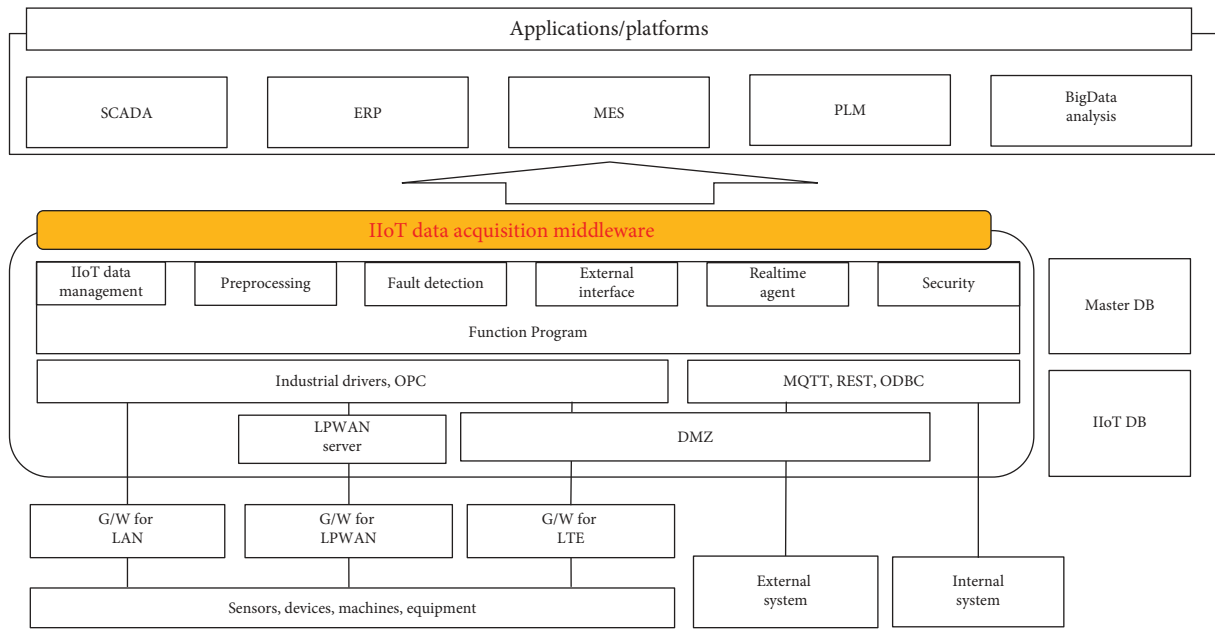 Applications/platforms
SCADA
ERP
MES
PLM
BigData
analysis
IIoT data acquisition middleware
IIoT data
management
Preprocessing
Fault detection
External
interface
Realtime
agent
Security
Function Program
Master DB
Industrial drivers, OPC
MQTT, REST, ODBC
LPWAN
server
DMZ
IIoT DB
G/W for
LAN
G/W for
LPWAN
G/W for
LTE
External
system
Internal
system
Sensors, devices, machines, equipment